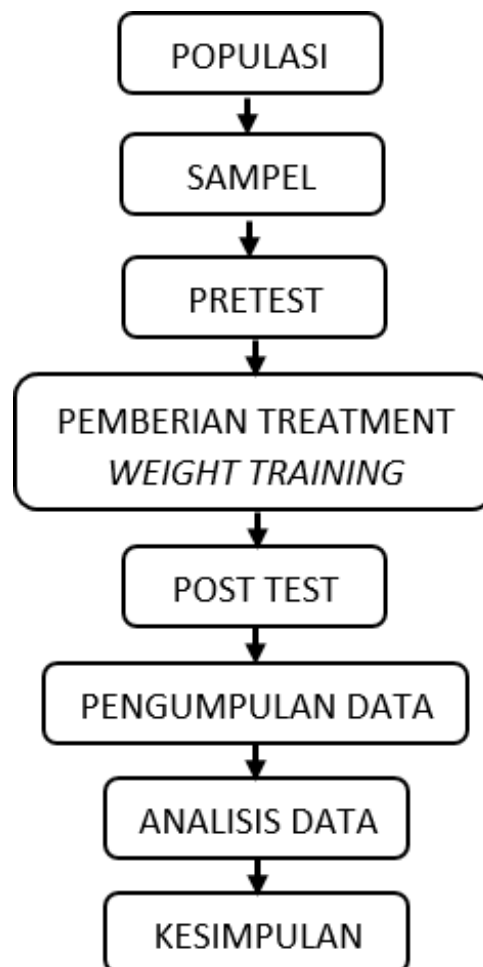 POPULASI
SAMPEL
PRETEST
PEMBERIAN TREATMENT
WEIGHT TRAINING
POST TEST
PENGUMPULAN DATA
ANALISIS DATA
KESIMPULAN